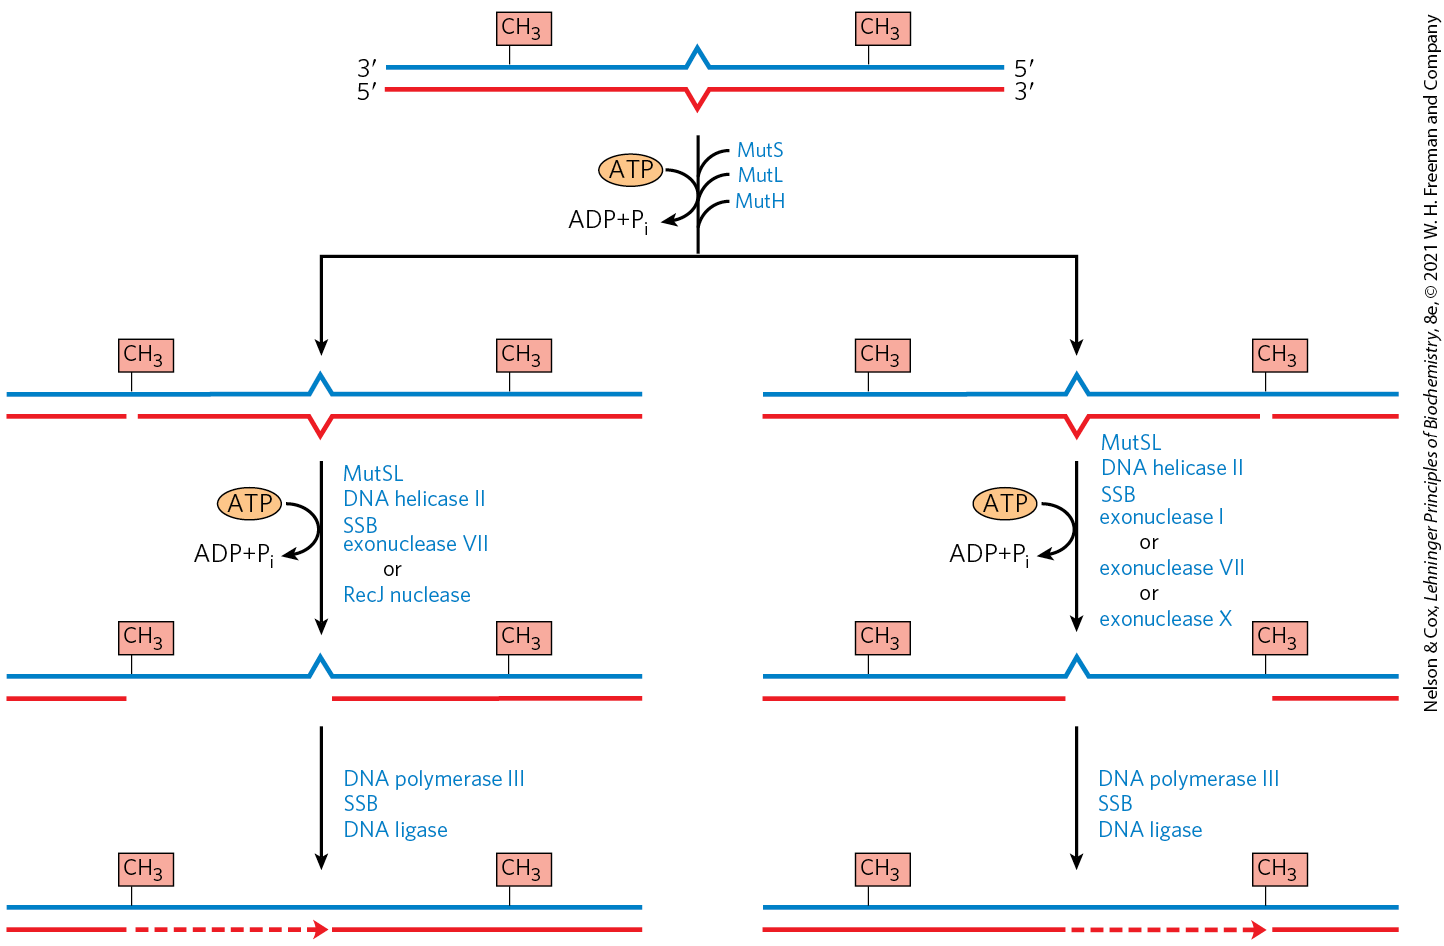 CH3 CH3
3′ 5′
5′ 3′
MutS
ATP
MutL
MutH
ADP+Pi
CH3 CH3 CH3 CH3
MutSL
DNA helicase II
SSB
exonuclease VII
or
RecJ nuclease
ATP
ADP+Pi
MutSL
DNA helicase II
SSB
exonuclease I
or
exonuclease VII
or
exonuclease X
ATP
ADP+Pi
CH3 CH3 CH3 CH3
DNA polymerase III
SSB
DNA ligase
DNA polymerase III
SSB
DNA ligase
CH3 CH3 CH3 CH3
Nelson & Cox, Lehninger Principles of Biochemistry, 8e, © 2021 W. H. Freeman and Company